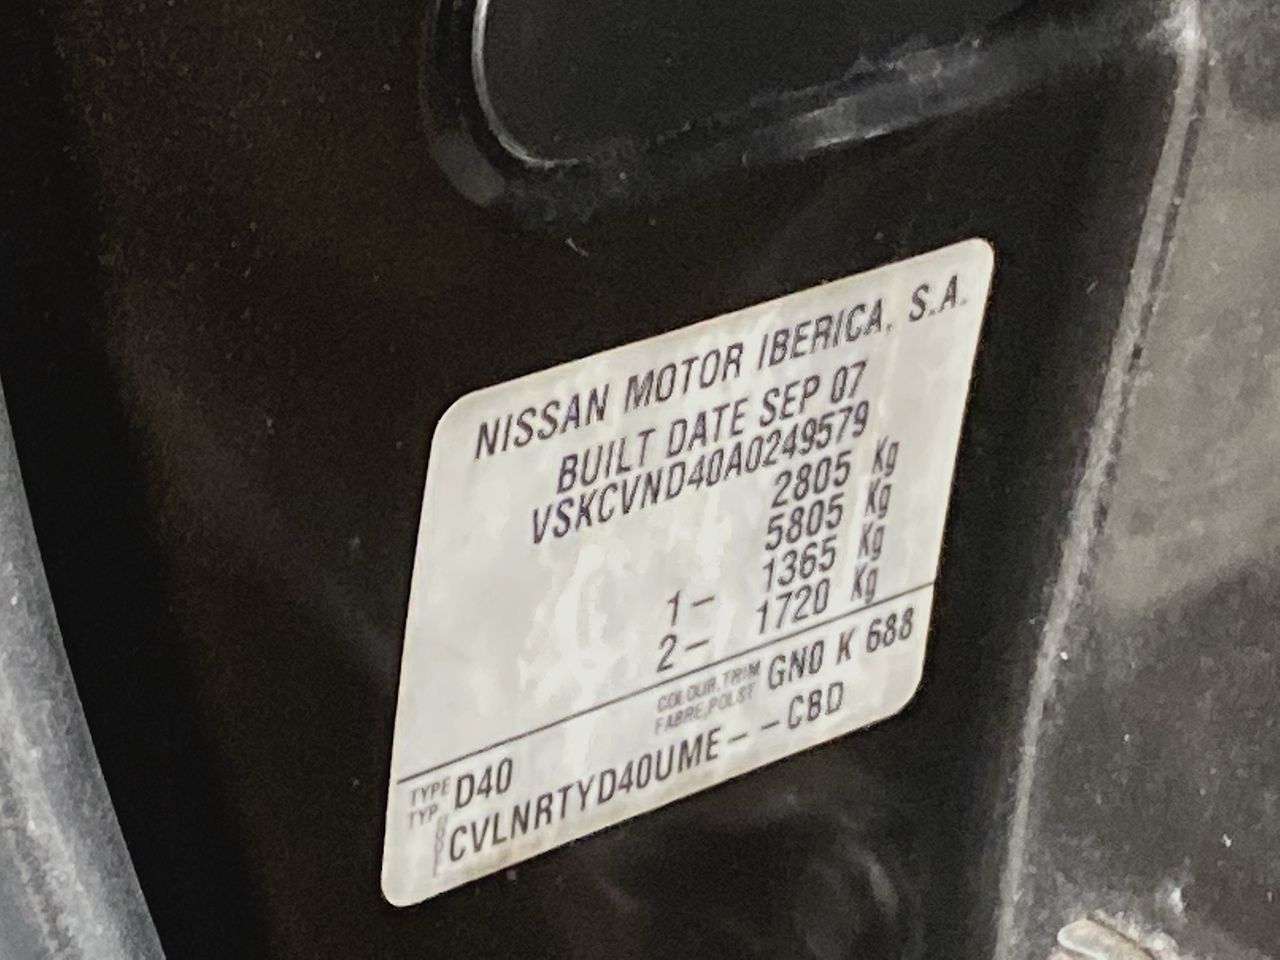 NISSAN MOTOR IBERICA, S.A.
BUILT DATE SEP 07
VSKCVND40A0249579
2805 Kg
5805 Kg
1- 1365 Kg
2- 1720 Kg
COLOUR,TRIM GN0 K 688
FABRE,POLST
TYPE D40
TYP
CVLNRTYD40UME--CBD